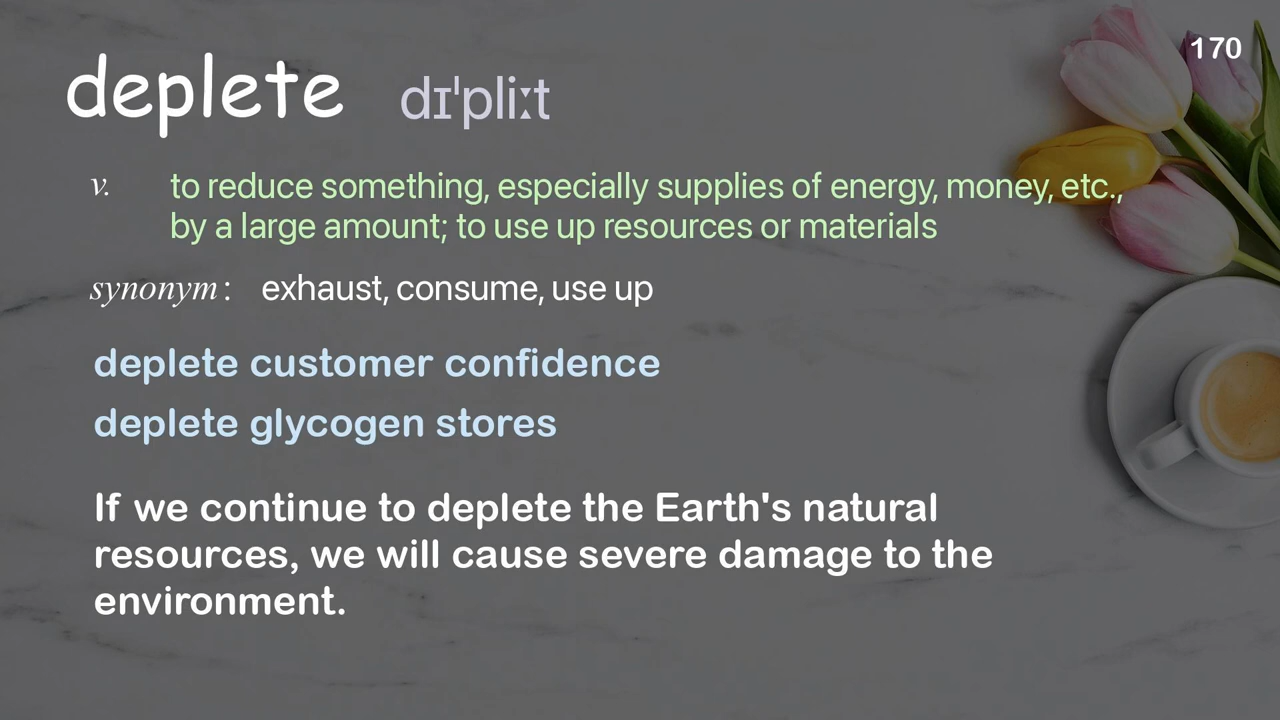 170
deplete dɪˈpliːt
v. to reduce something, especially supplies of energy, money, etc.,
by a large amount; to use up resources or materials
synonym: exhaust, consume, use up
deplete customer confidence
deplete glycogen stores
If we continue to deplete the Earth's natural
resources, we will cause severe damage to the
environment.